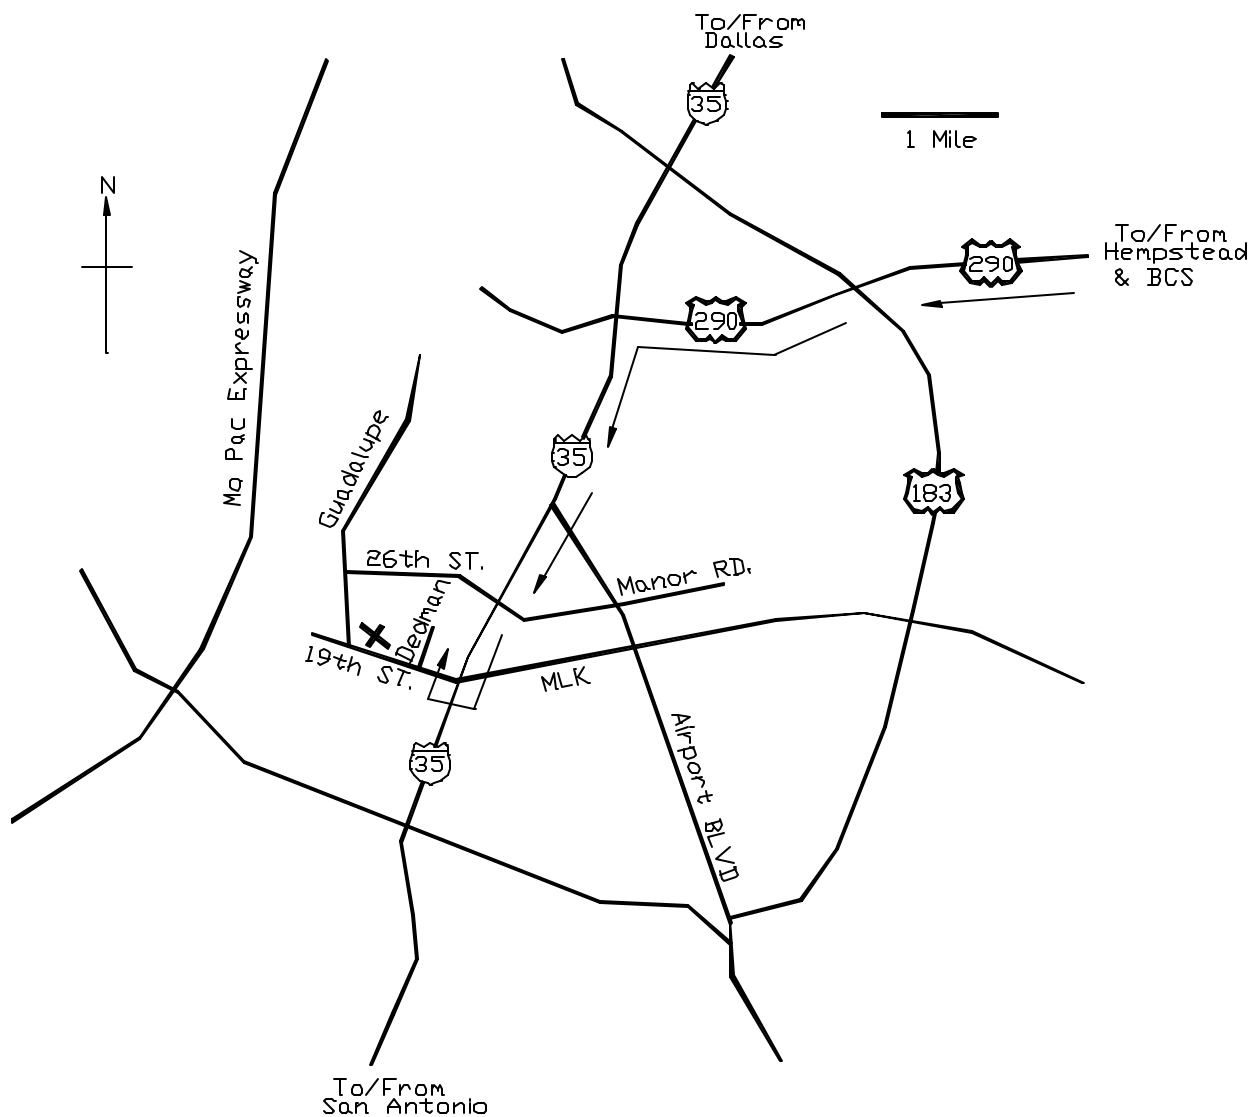 To/From
Dallas
35
1 Mile
N
To/From
Hempstead
& BCS
290
290
Mo Pac Expressway
Guadalupe
35
183
26th ST.
Manor RD.
Dedman
19th ST.
MLK
Airport BLVD
35
To/From
San Antonio